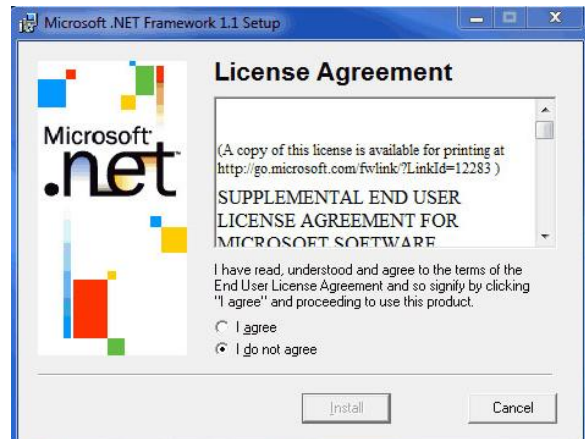 Microsoft .NET Framework 1.1 Setup
License Agreement
Microsoft
.net
(A copy of this license is available for printing at
http://go.microsoft.com/fwlink/?LinkId=12283 )
SUPPLEMENTAL END USER
LICENSE AGREEMENT FOR
MICROSOFT SOFTWARE
I have read, understood and agree to the terms of the
End User License Agreement and so signify by clicking
"I agree" and proceeding to use this product.
I agree
I do not agree
Install
Cancel